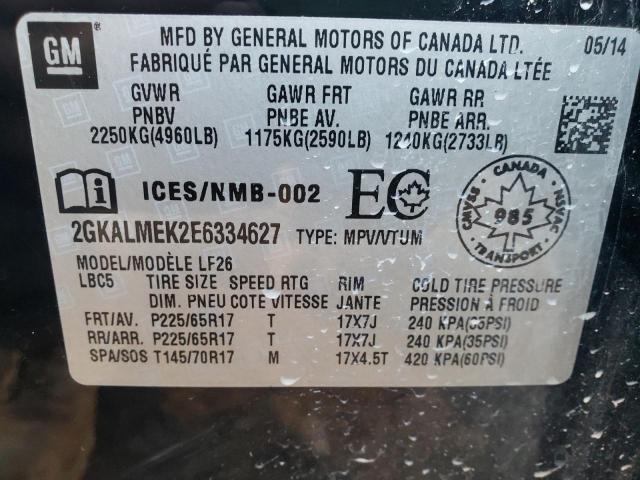 GM
MFD BY GENERAL MOTORS OF CANADA LTD. 05/14
FABRIQUÉ PAR GENERAL MOTORS DU CANADA LTÉE
GVWR GAWR FRT GAWR RR
PNBV PNBE AV. PNBE ARR.
2250KG(4960LB) 1175KG(2590LB) 1240KG(2733LB)
ICES/NMB-002 EC
CANADA
CMVSS 985 NSVAC
TRANSPORT
2GKALMEK2E6334627 TYPE: MPV/VTUM
MODEL/MODÈLE LF26
LBC5 TIRE SIZE SPEED RTG RIM COLD TIRE PRESSURE
DIM. PNEU COTE VITESSE JANTE PRESSION À FROID
FRT/AV. P225/65R17 T 17X7J 240 KPA(35PSI)
RR/ARR. P225/65R17 T 17X7J 240 KPA(35PSI)
SPA/SOS T145/70R17 M 17X4.5T 420 KPA(60PSI)